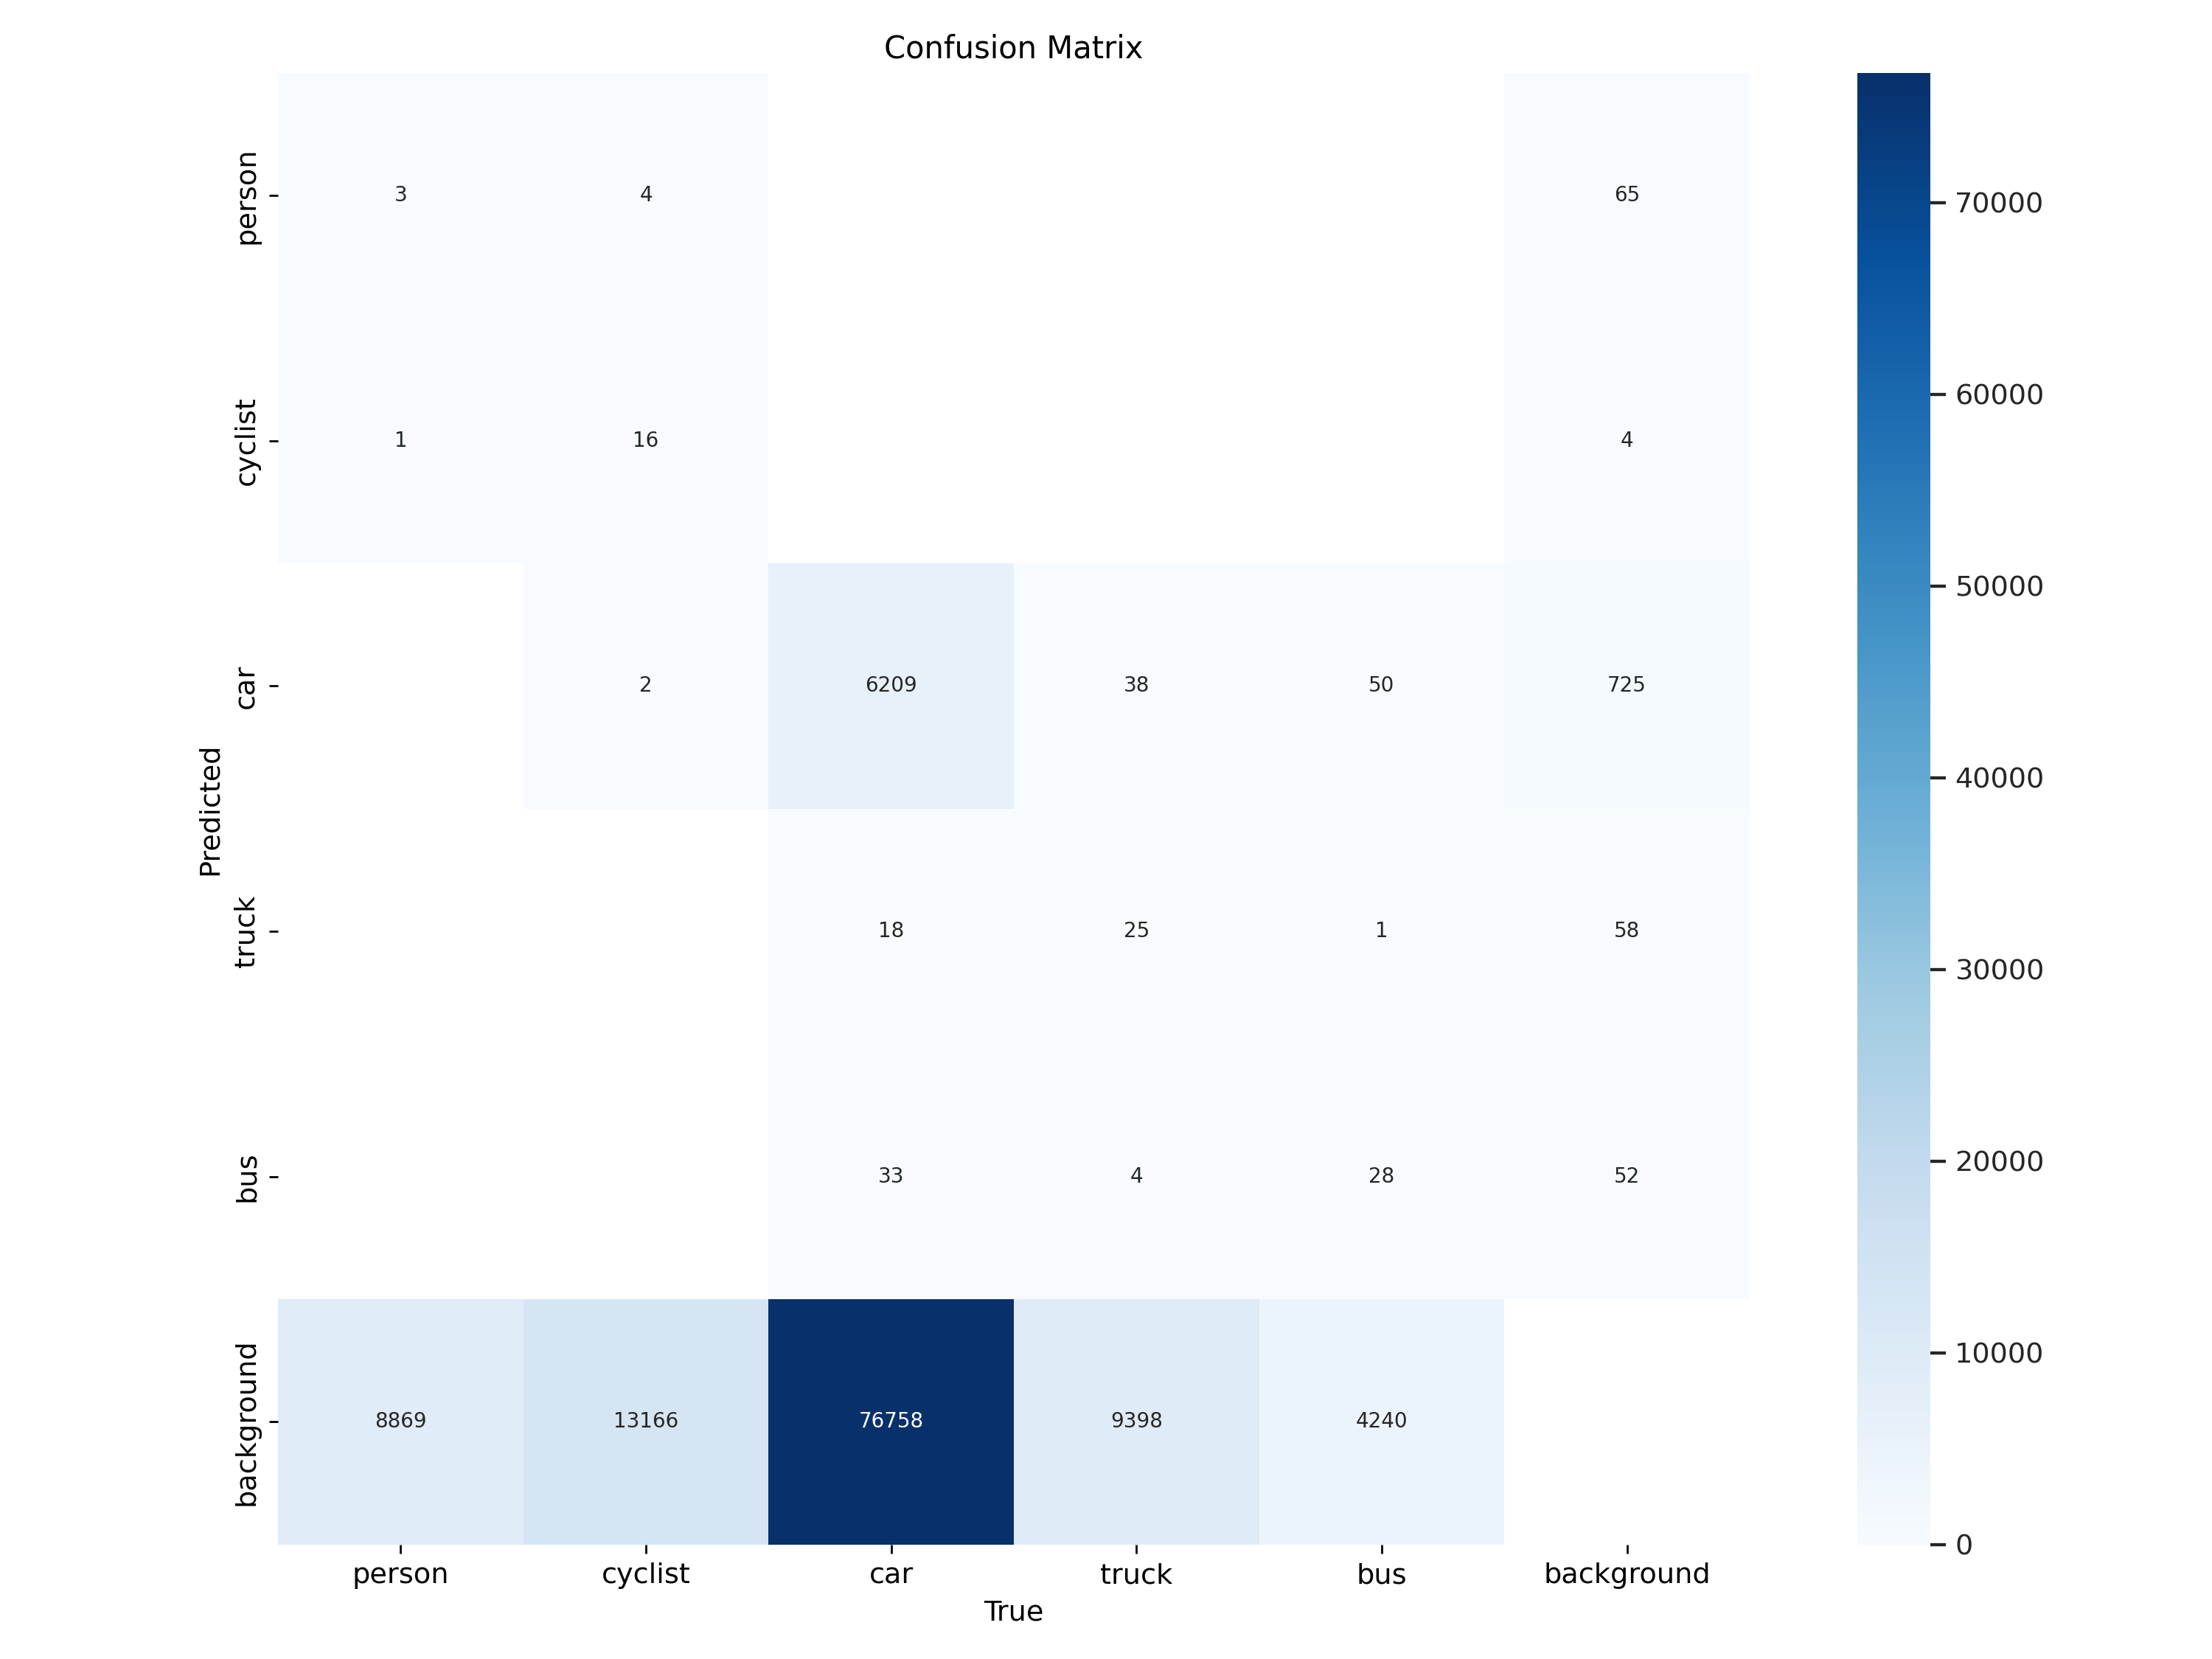 Confusion Matrix
person
3 4 65
70000
60000
cyclist
1 16 4
50000
car
2 6209 38 50 725
40000
Predicted
truck
18 25 1 58
30000
20000
bus
33 4 28 52
10000
background
8869 13166 76758 9398 4240
0
person cyclist car truck bus background
True